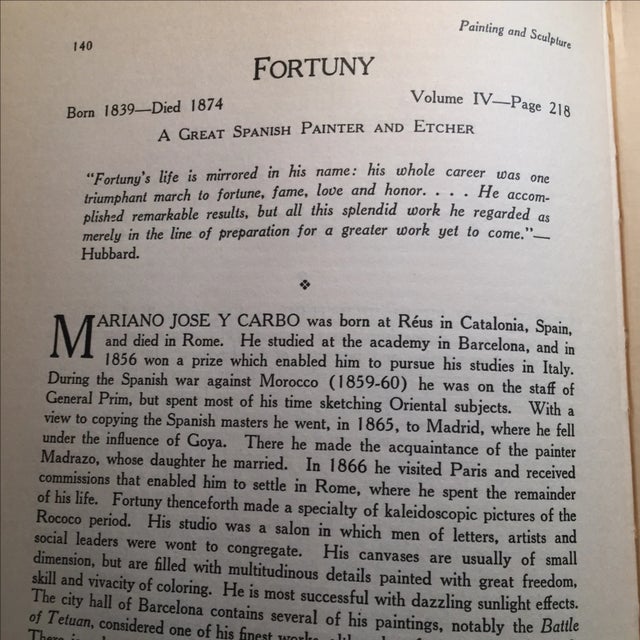 140
Painting and Sculpture
FORTUNY
Born 1839—Died 1874
Volume IV—Page 218
A GREAT SPANISH PAINTER AND ETCHER
"Fortuny's life is mirrored in his name: his whole career was one
triumphant march to fortune, fame, love and honor. . . . He accom-
plished remarkable results, but all this splendid work he regarded as
merely in the line of preparation for a greater work yet to come."—
Hubbard.
MARIANO JOSE Y CARBO was born at Réus in Catalonia, Spain,
and died in Rome. He studied at the academy in Barcelona, and in
1856 won a prize which enabled him to pursue his studies in Italy.
During the Spanish war against Morocco (1859-60) he was on the staff of
General Prim, but spent most of his time sketching Oriental subjects. With a
view to copying the Spanish masters he went, in 1865, to Madrid, where he fell
under the influence of Goya. There he made the acquaintance of the painter
Madrazo, whose daughter he married. In 1866 he visited Paris and received
commissions that enabled him to settle in Rome, where he spent the remainder
of his life. Fortuny thenceforth made a specialty of kaleidoscopic pictures of the
Rococo period. His studio was a salon in which men of letters, artists and
social leaders were wont to congregate. His canvases are usually of small
dimension, but are filled with multitudinous details painted with great freedom,
skill and vivacity of coloring. He is most successful with dazzling sunlight effects.
The city hall of Barcelona contains several of his paintings, notably the Battle
of Tetuan, considered one of his finest works,